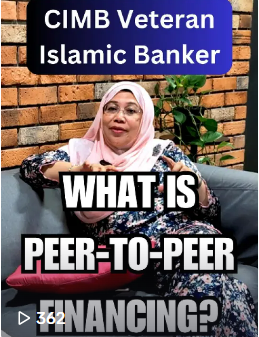 CIMB Veteran
Islamic Banker
WHAT IS
PEER-TO-PEER
FINANCING?
362